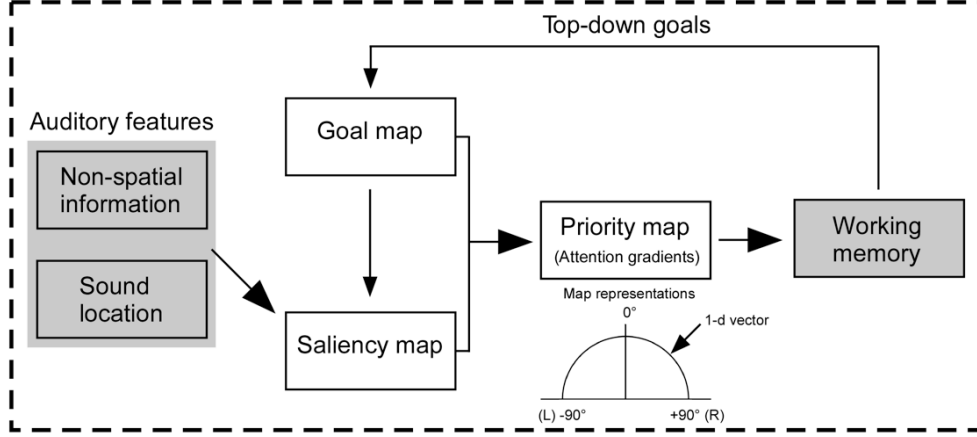 Top-down goals
Auditory features
Non-spatial
information
Sound
location
Goal map
Saliency map
Priority map
(Attention gradients)
Working
memory
Map representations
0°
1-d vector
(L) -90°
+90° (R)